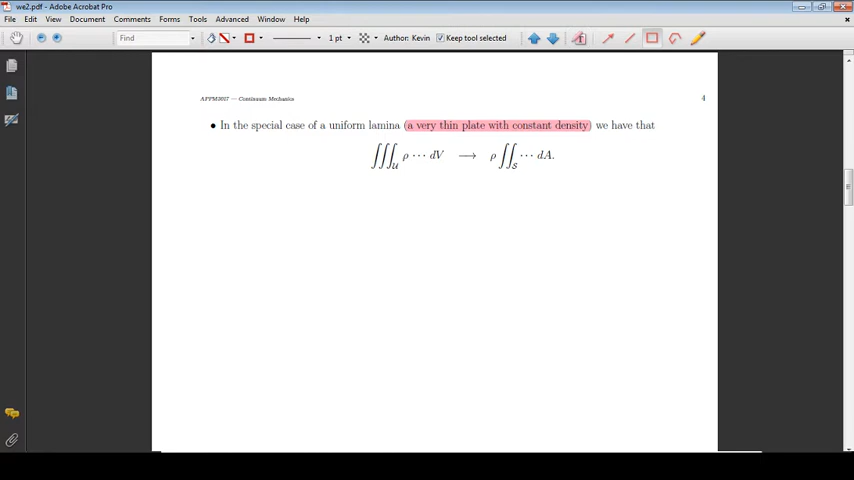 we2.pdf - Adobe Acrobat Pro
File Edit View Document Comments Forms Tools Advanced Window Help
Find 1 pt Author: Kevin Keep tool selected
APPM2017 — Continuum Mechanics 4
• In the special case of a uniform lamina (a very thin plate with constant density) we have that
∭_U ρ ⋯ dV ⟶ ρ ∬_S ⋯ dA.